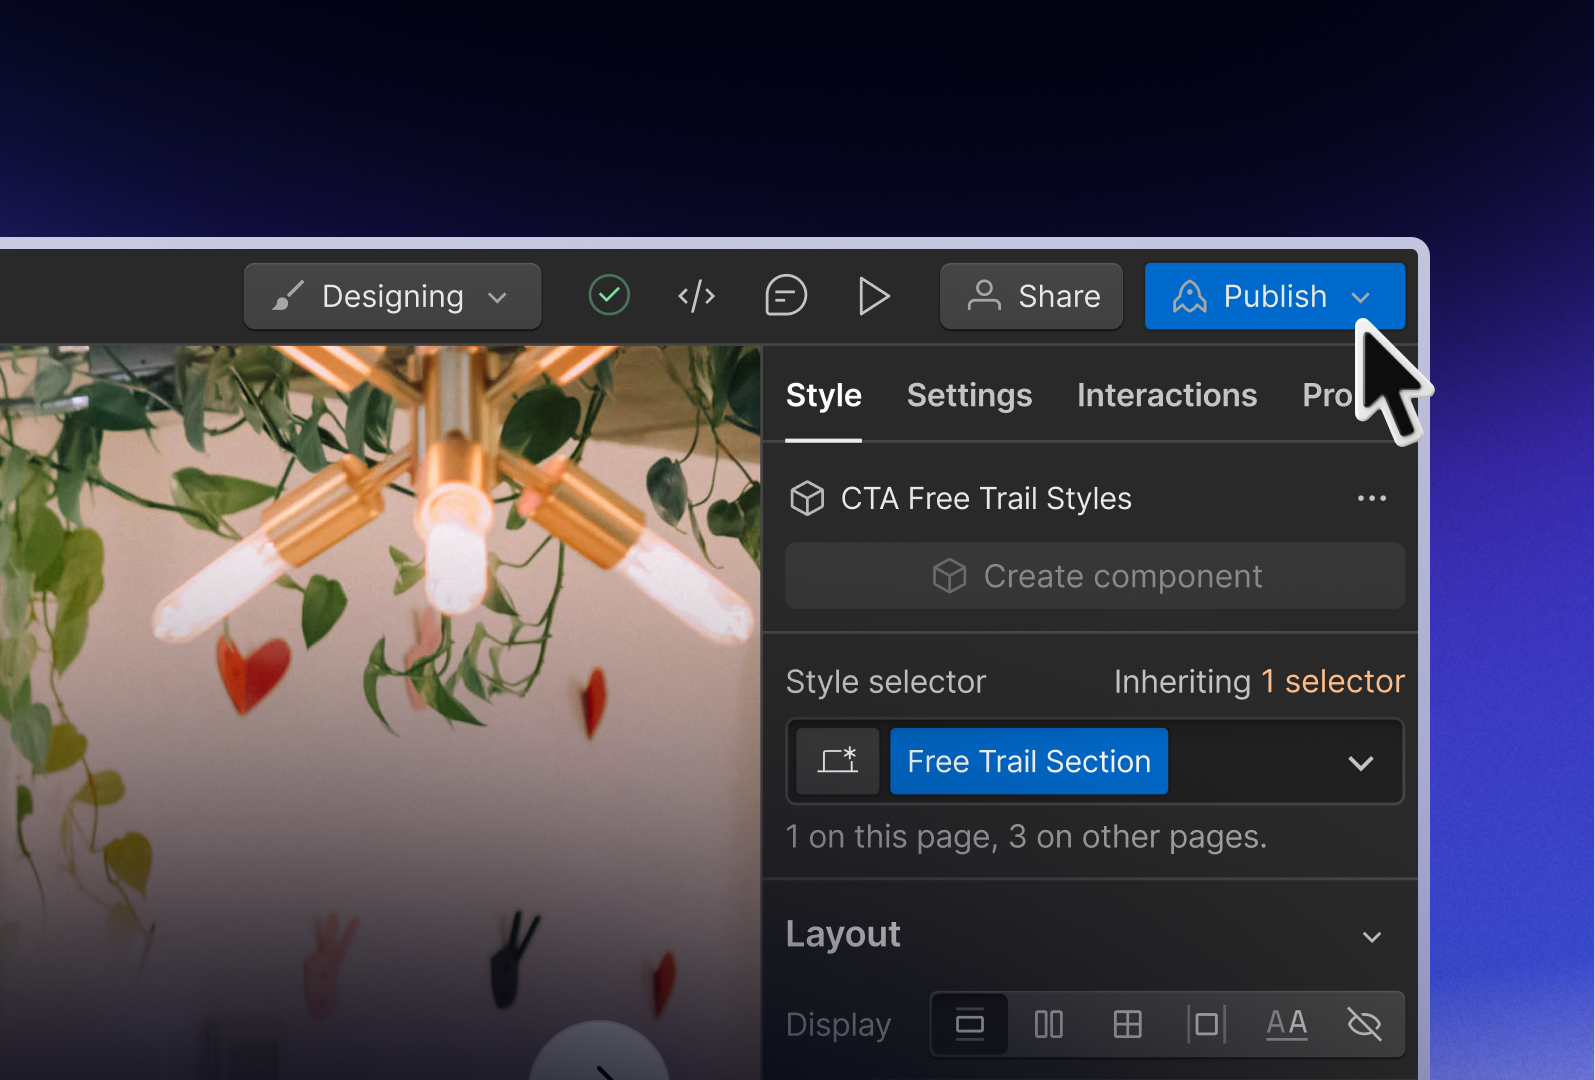 Designing
Share
Publish
Style Settings Interactions Pro
CTA Free Trail Styles
Create component
Style selector Inheriting 1 selector
Free Trail Section
1 on this page, 3 on other pages.
Layout
Display
AA